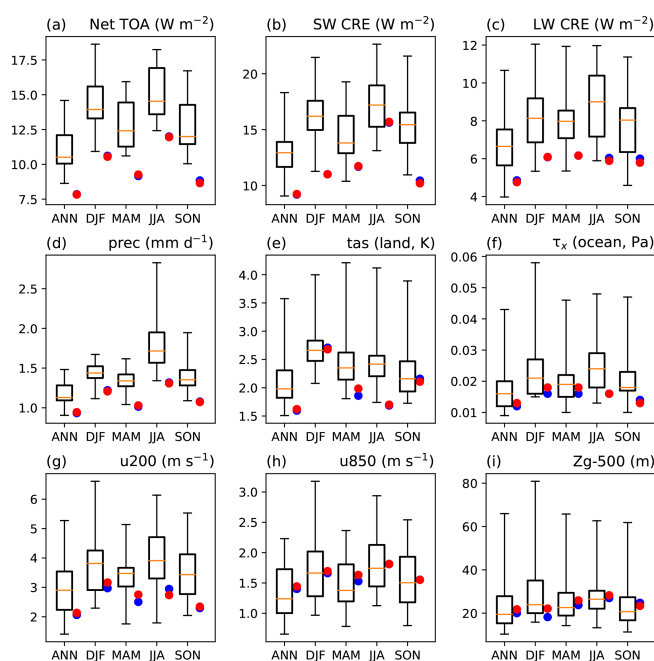 (a) Net TOA (W m⁻²)
(b) SW CRE (W m⁻²)
(c) LW CRE (W m⁻²)
17.5
15.0
12.5
10.0
7.5
ANN DJF MAM JJA SON
20
15
10
ANN DJF MAM JJA SON
12
10
8
6
4
ANN DJF MAM JJA SON
(d) prec (mm d⁻¹)
(e) tas (land, K)
(f) τₓ (ocean, Pa)
2.5
2.0
1.5
1.0
ANN DJF MAM JJA SON
4.0
3.5
3.0
2.5
2.0
1.5
ANN DJF MAM JJA SON
0.06
0.05
0.04
0.03
0.02
0.01
ANN DJF MAM JJA SON
(g) u200 (m s⁻¹)
(h) u850 (m s⁻¹)
(i) Zg-500 (m)
6
5
4
3
2
ANN DJF MAM JJA SON
3.0
2.5
2.0
1.5
1.0
ANN DJF MAM JJA SON
80
60
40
20
ANN DJF MAM JJA SON